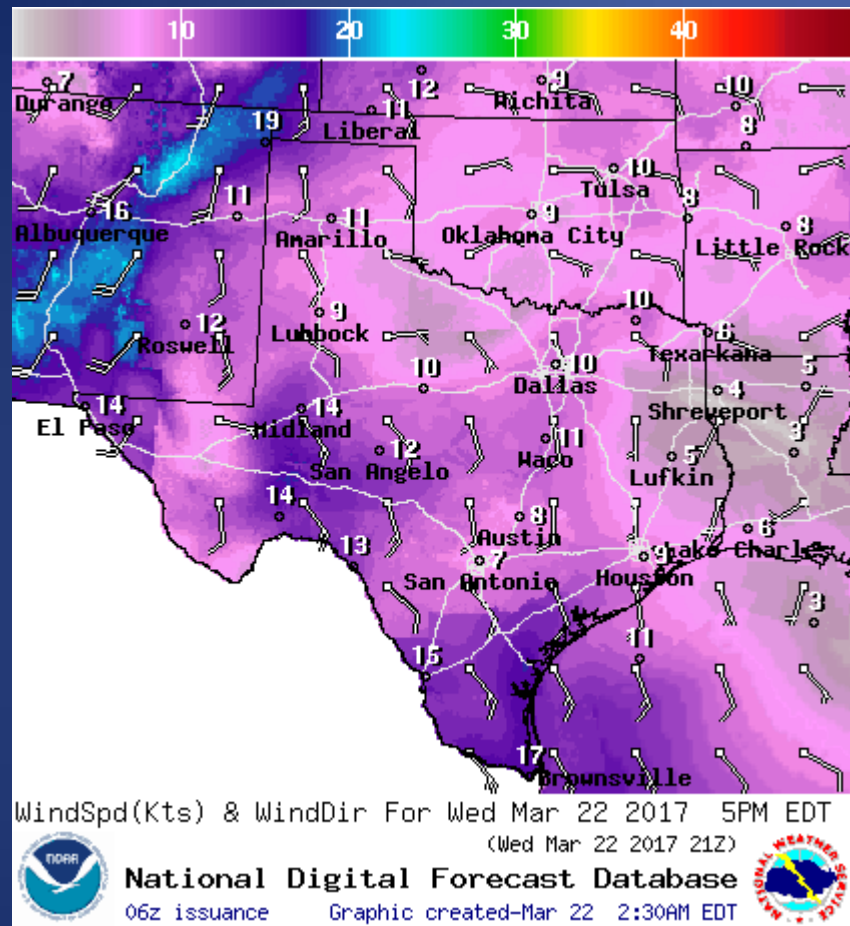 10 20 30 40
7 12 9 10
Durango Wichita
11
Liberal
19 8
10
Tulsa
16 11 11 9 8 8
Albuquerque Amarillo Oklahoma City Little Rock
12 9 10 6
Roswell Lubbock Texarkana
10 10 4 5
Dallas Shreveport
14 14
El Paso Midland
12 11 5 3
San Angelo Waco Lufkin
14 8 6
Austin Lake Charles
13 7 9
San Antonio Houston
3
15 11
17
Brownsville
WindSpd(Kts) & WindDir For Wed Mar 22 2017 5PM EDT
(Wed Mar 22 2017 21Z)
NOAA
National Digital Forecast Database
06z issuance Graphic created-Mar 22 2:30AM EDT
NATIONAL WEATHER SERVICE